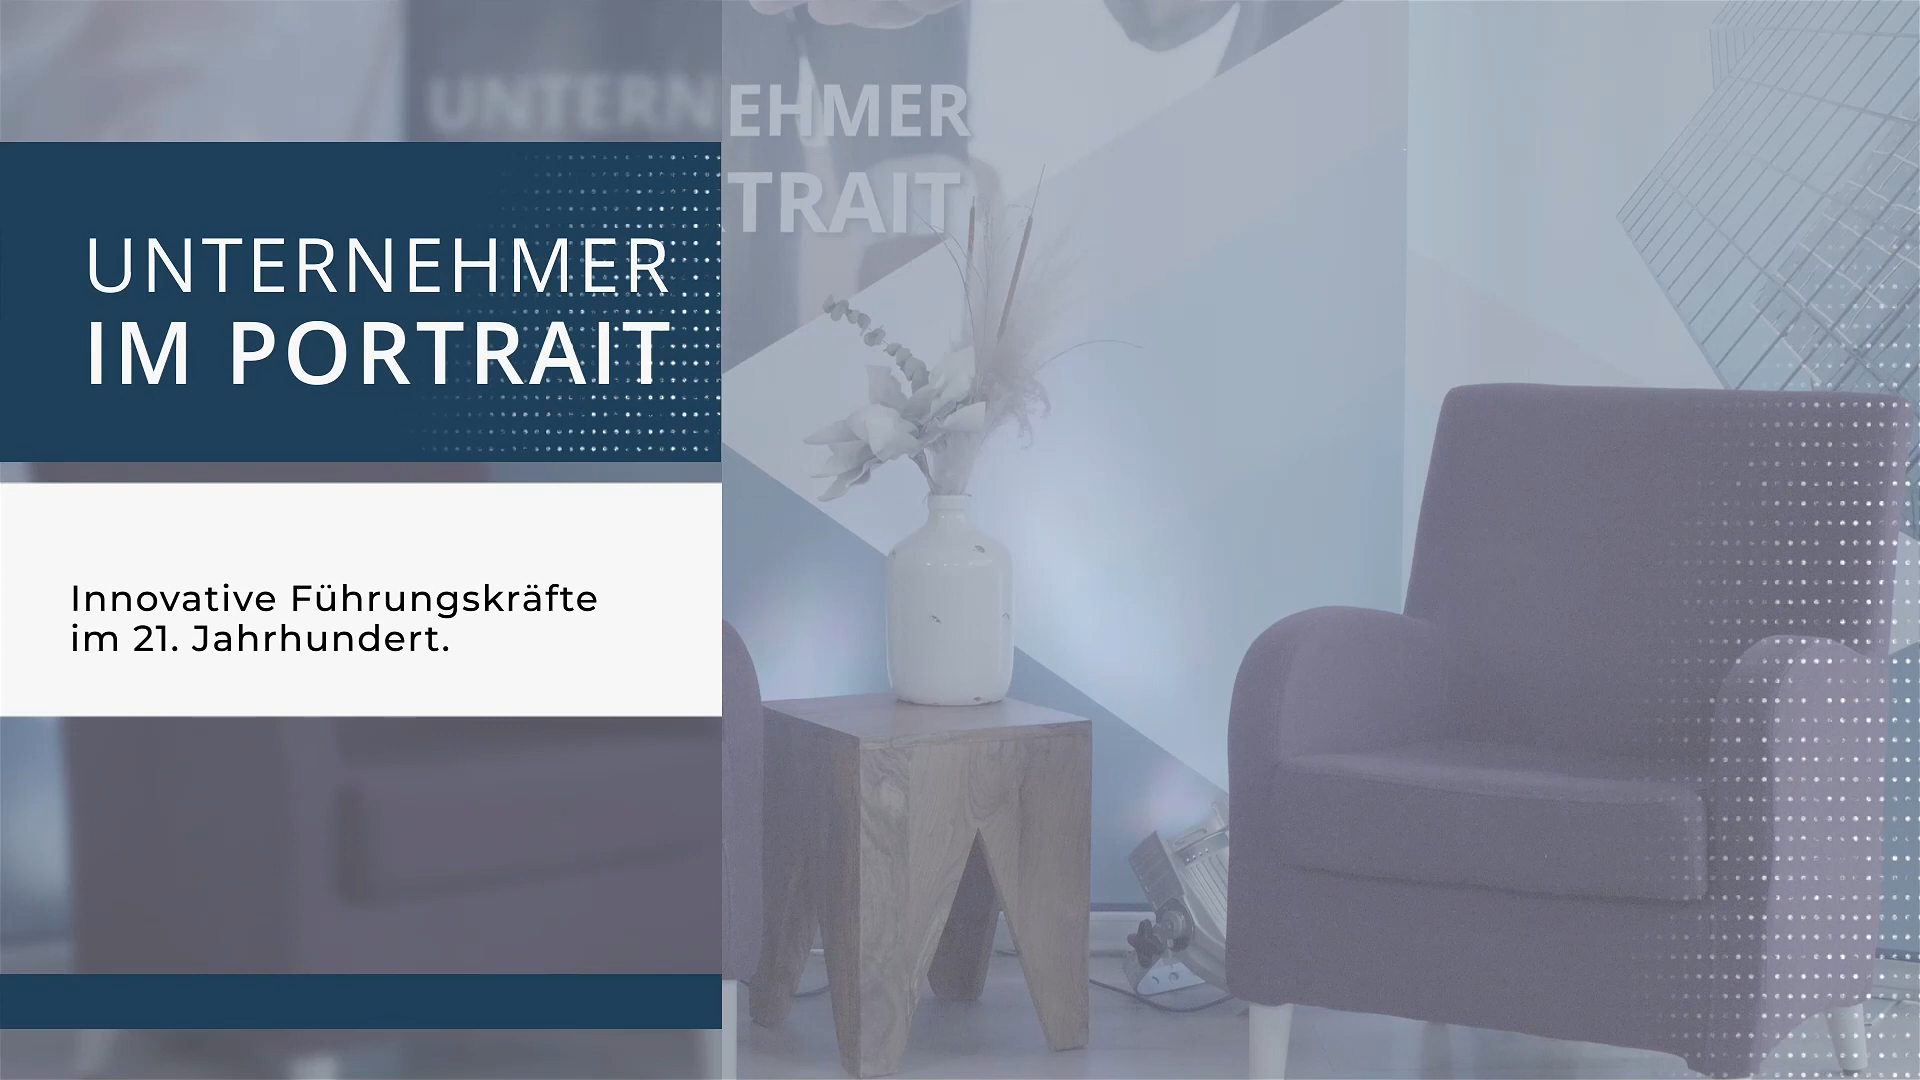 UNTERNEHMER
IM PORTRAIT
Innovative Führungskräfte
im 21. Jahrhundert.
UNTERNEHMER
TRAIT